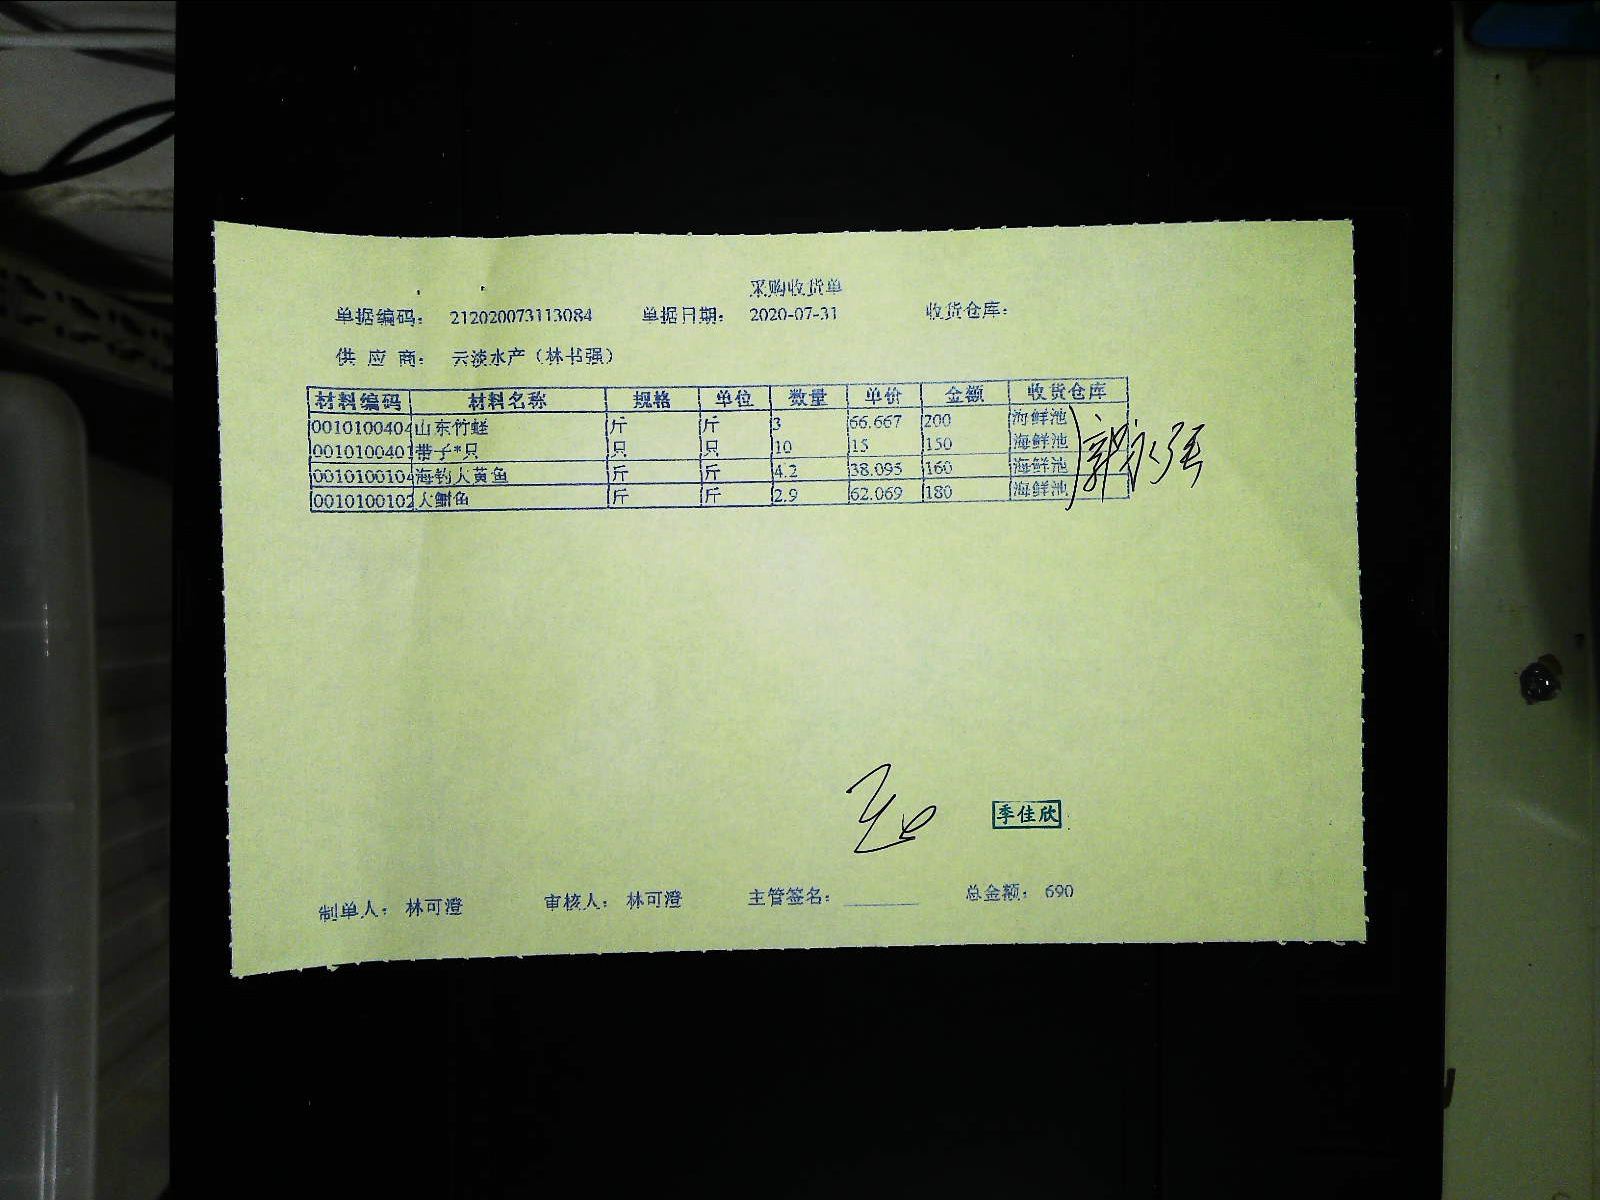 采购收货单
单据编码: 212020073113084 单据日期: 2020-07-31 收货仓库:
供应商: 云淡水产(林书强)
材料编码 材料名称 规格 单位 数量 单价 金额 收货仓库
0010100404 山东竹蛏 斤 斤 3 66.667 200 海鲜池
0010100401 带子*只 只 只 10 15 150 海鲜池
0010100104 海钓大黄鱼 斤 斤 4.2 38.095 160 海鲜池
0010100102 大鮰鱼 斤 斤 2.9 62.069 180 海鲜池
季佳欣
制单人: 林可澄 审核人: 林可澄 主管签名: 总金额: 690